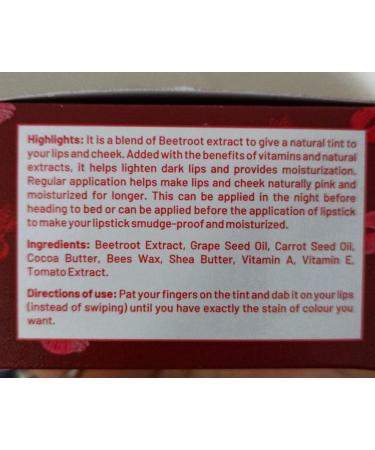 Highlights: It is a blend of Beetroot extract to give a natural tint to
your lips and cheek. Added with the benefits of vitamins and natural
extracts, it helps lighten dark lips and provides moisturization.
Regular application helps make lips and cheek naturally pink and
moisturized for longer. This can be applied in the night before
heading to bed or can be applied before the application of lipstick
to make your lipstick smudge-proof and moisturized.
Ingredients: Beetroot Extract, Grape Seed Oil, Carrot Seed Oil,
Cocoa Butter, Bees Wax, Shea Butter, Vitamin A, Vitamin E,
Tomato Extract.
Directions of use: Pat your fingers on the tint and dab it on your lips
(instead of swiping) until you have exactly the stain of colour you
want.